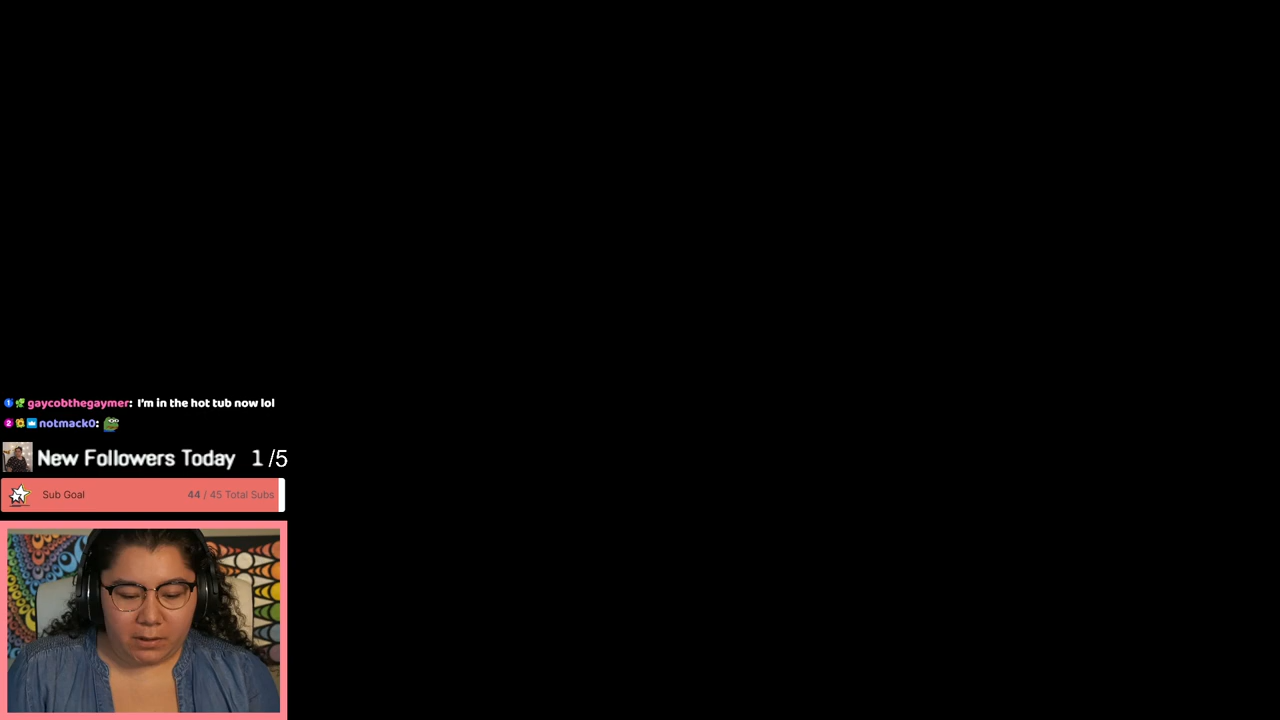 gaycobthegaymer: I'm in the hot tub now lol
notmack0:
New Followers Today 1 /5
Sub Goal 44 / 45 Total Subs